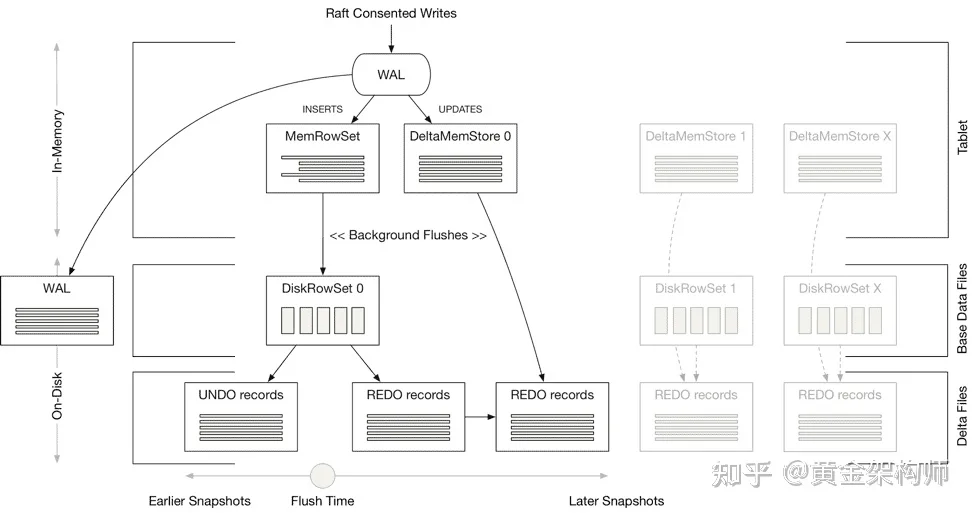 Raft Consented Writes
WAL
INSERTS
UPDATES
MemRowSet
DeltaMemStore 0
DeltaMemStore 1
DeltaMemStore X
In-Memory
Tablet
<< Background Flushes >>
WAL
DiskRowSet 0
DiskRowSet 1
DiskRowSet X
Base Data Files
On-Disk
UNDO records
REDO records
REDO records
REDO records
REDO records
Delta Files
Earlier Snapshots
Flush Time
Later Snapshots
知乎 @黄金架构师